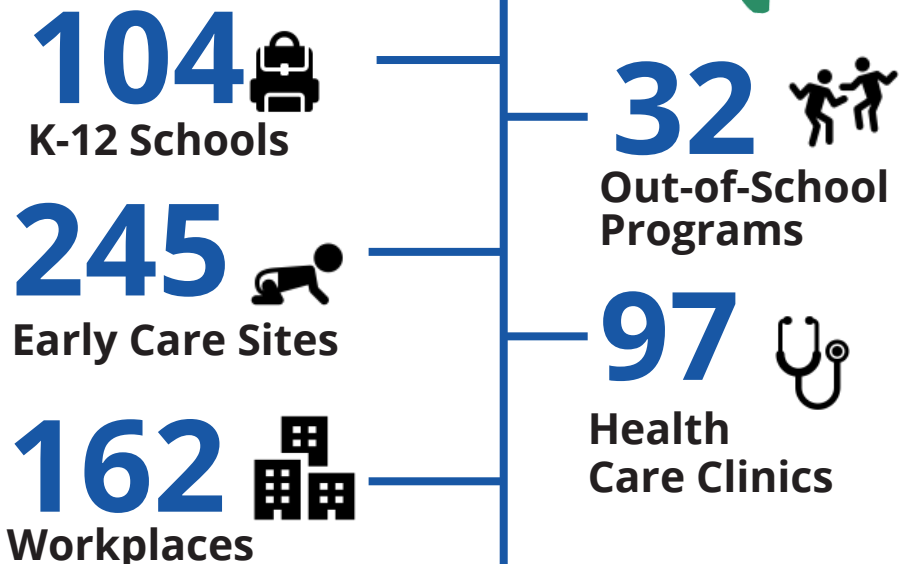 104
K-12 Schools
32
Out-of-School
Programs
245
Early Care Sites
97
Health
Care Clinics
162
Workplaces